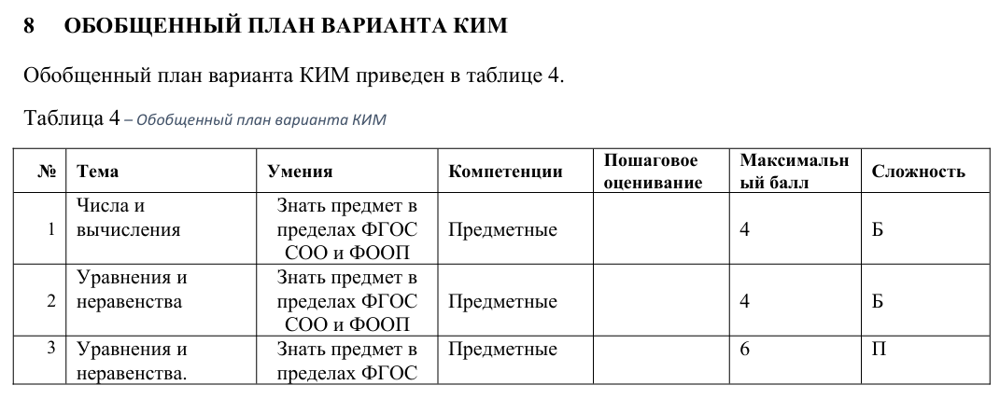 8 ОБОБЩЕННЫЙ ПЛАН ВАРИАНТА КИМ
Обобщенный план варианта КИМ приведен в таблице 4.
Таблица 4 – Обобщенный план варианта КИМ
№ Тема Умения Компетенции Пошаговое оценивание Максимальный балл Сложность
Числа и Знать предмет в
1 вычисления пределах ФГОС Предметные 4 Б
СОО и ФООП
Уравнения и Знать предмет в
2 неравенства пределах ФГОС Предметные 4 Б
СОО и ФООП
3 Уравнения и Знать предмет в Предметные 6 П
неравенства. пределах ФГОС